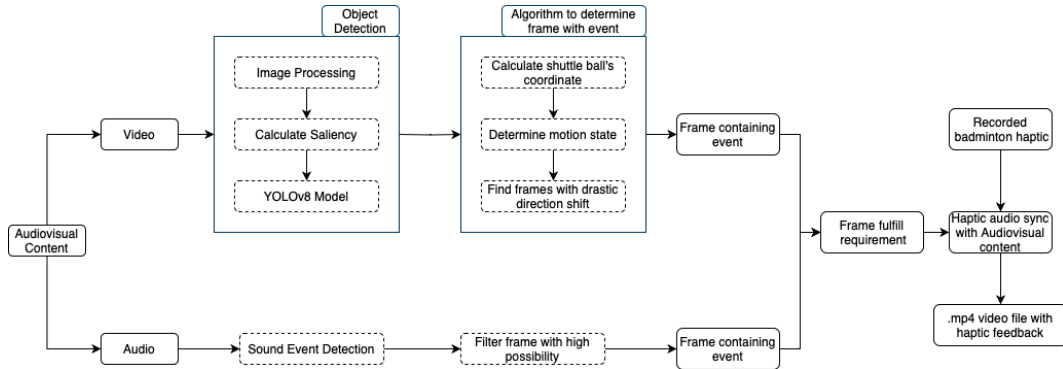 Object
Detection
Algorithm to determine
frame with event
Image Processing
Calculate shuttle ball's
coordinate
Video
Calculate Saliency
Determine motion state
Frame containing
event
Recorded
badminton haptic
YOLOv8 Model
Find frames with drastic
direction shift
Audiovisual
Content
Frame fulfill
requirement
Haptic audio sync
with Audiovisual
content
.mp4 video file with
haptic feedback
Audio
Sound Event Detection
Filter frame with high
possibility
Frame containing
event